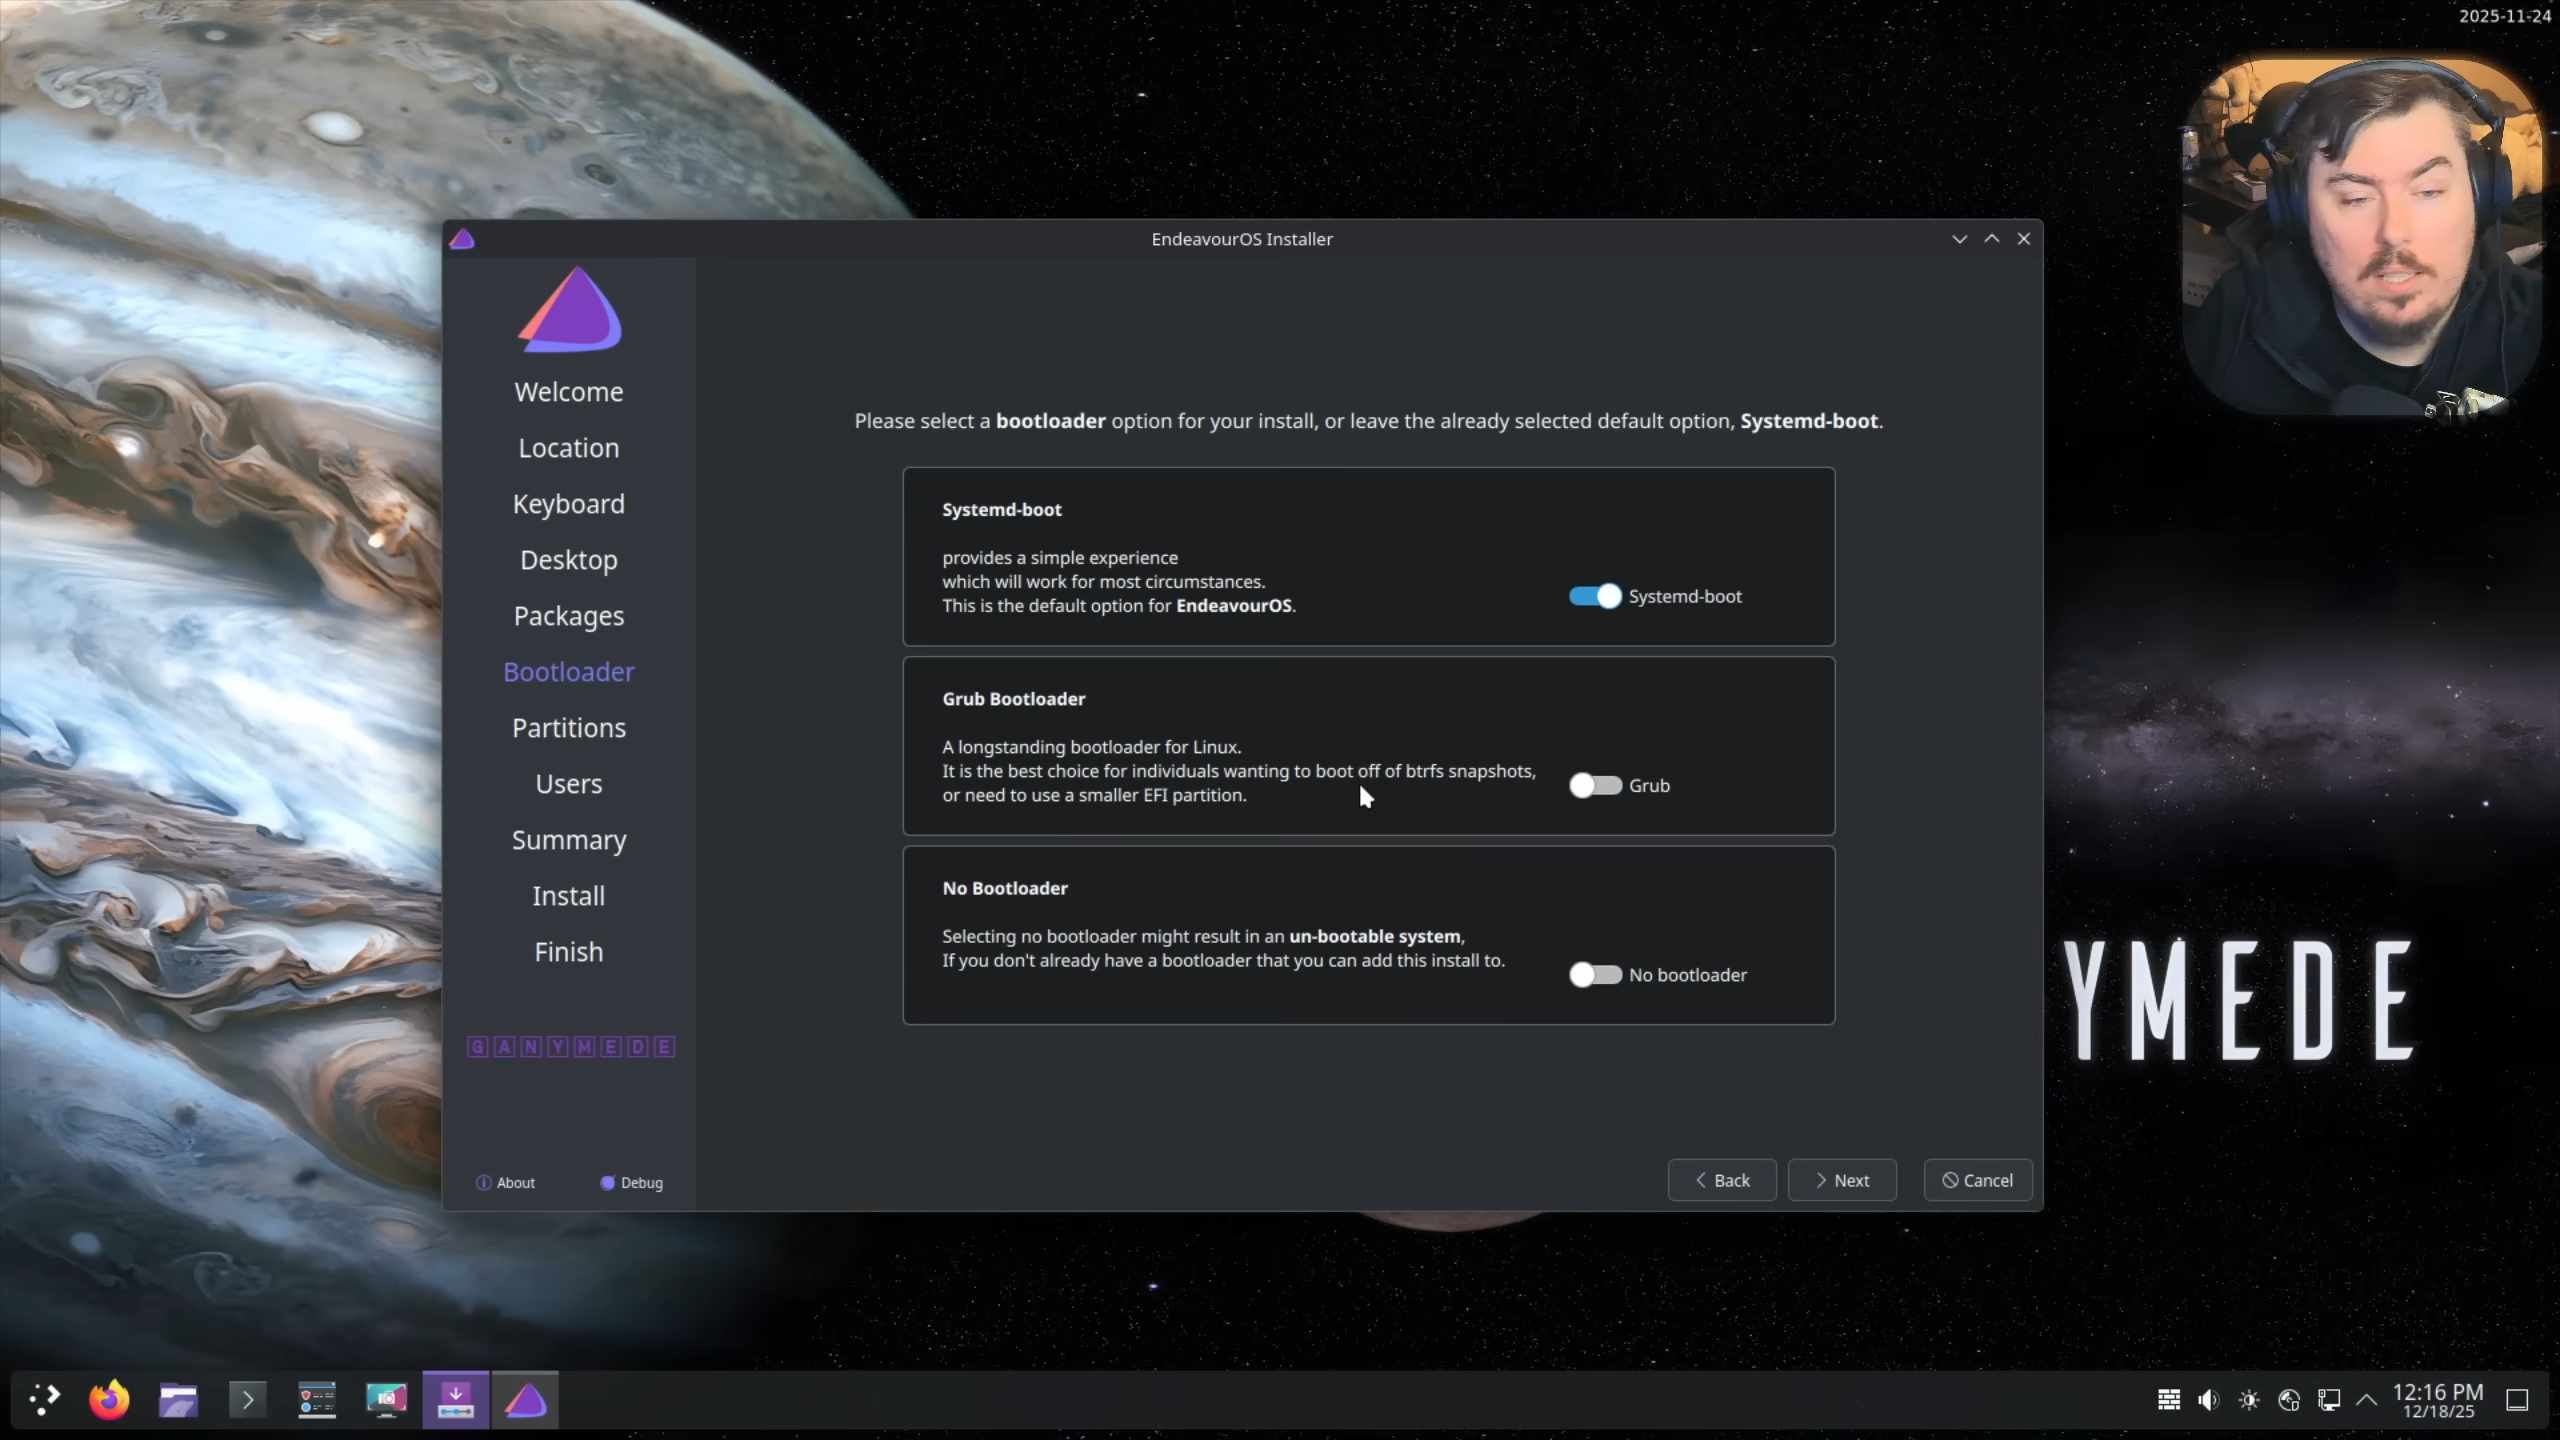 2025-11-24
EndeavourOS Installer
Welcome
Location
Keyboard
Desktop
Packages
Bootloader
Partitions
Users
Summary
Install
Finish
GANYMEDE
About
Debug
Please select a bootloader option for your install, or leave the already selected default option, Systemd-boot.
Systemd-boot
provides a simple experience
which will work for most circumstances.
This is the default option for EndeavourOS.
Systemd-boot
Grub Bootloader
A longstanding bootloader for Linux.
It is the best choice for individuals wanting to boot off of btrfs snapshots,
or need to use a smaller EFI partition.
Grub
No Bootloader
Selecting no bootloader might result in an un-bootable system,
If you don't already have a bootloader that you can add this install to.
No bootloader
Back
Next
Cancel
YMEDE
12:16 PM
12/18/25